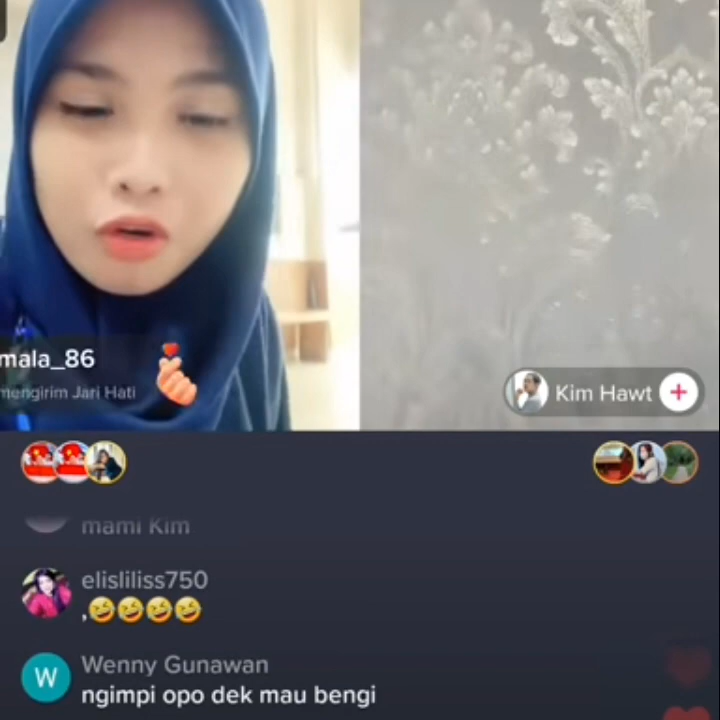 mala_86
mengirim Jari Hati
Kim Hawt
mami Kim
elisliliss750
,🤣🤣🤣🤣
W
Wenny Gunawan
ngimpi opo dek mau bengi